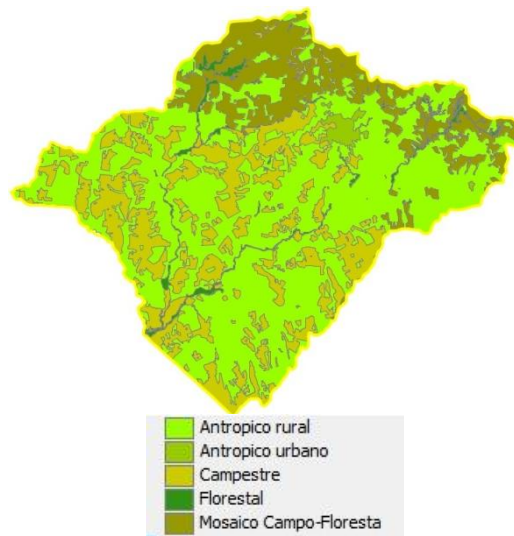 Antropico rural
Antropico urbano
Campestre
Florestal
Mosaico Campo-Floresta